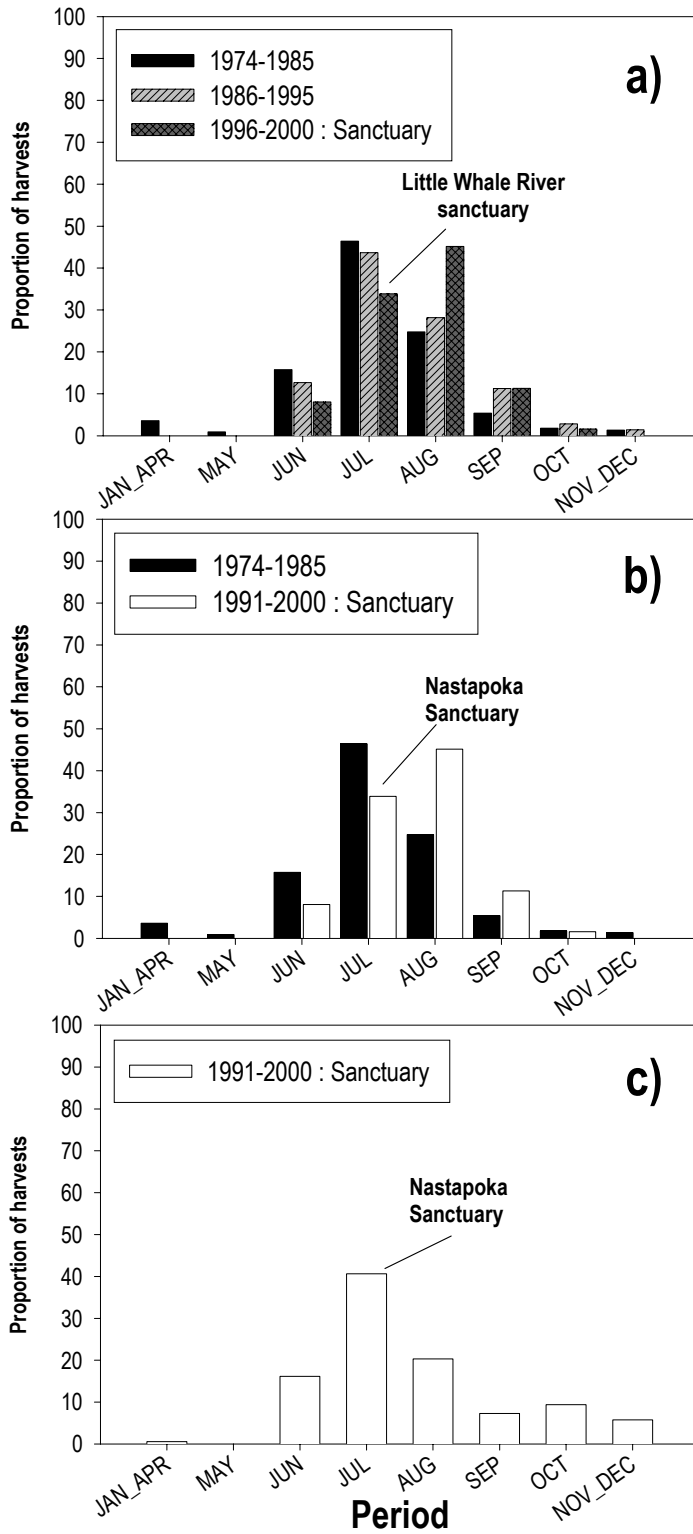 100
90
80
70
60
50
40
30
20
10
0
Proportion of harvests
1974-1985
1986-1995
1996-2000 : Sanctuary
a)
Little Whale River
sanctuary
JAN_APR
MAY
JUN
JUL
AUG
SEP
OCT
NOV_DEC
100
90
80
70
60
50
40
30
20
10
0
Proportion of harvests
1974-1985
1991-2000 : Sanctuary
b)
Nastapoka
Sanctuary
JAN_APR
MAY
JUN
JUL
AUG
SEP
OCT
NOV_DEC
100
90
80
70
60
50
40
30
20
10
0
Proportion of harvests
1991-2000 : Sanctuary
c)
Nastapoka
Sanctuary
JAN_APR
MAY
JUN
JUL
AUG
SEP
OCT
NOV_DEC
Period